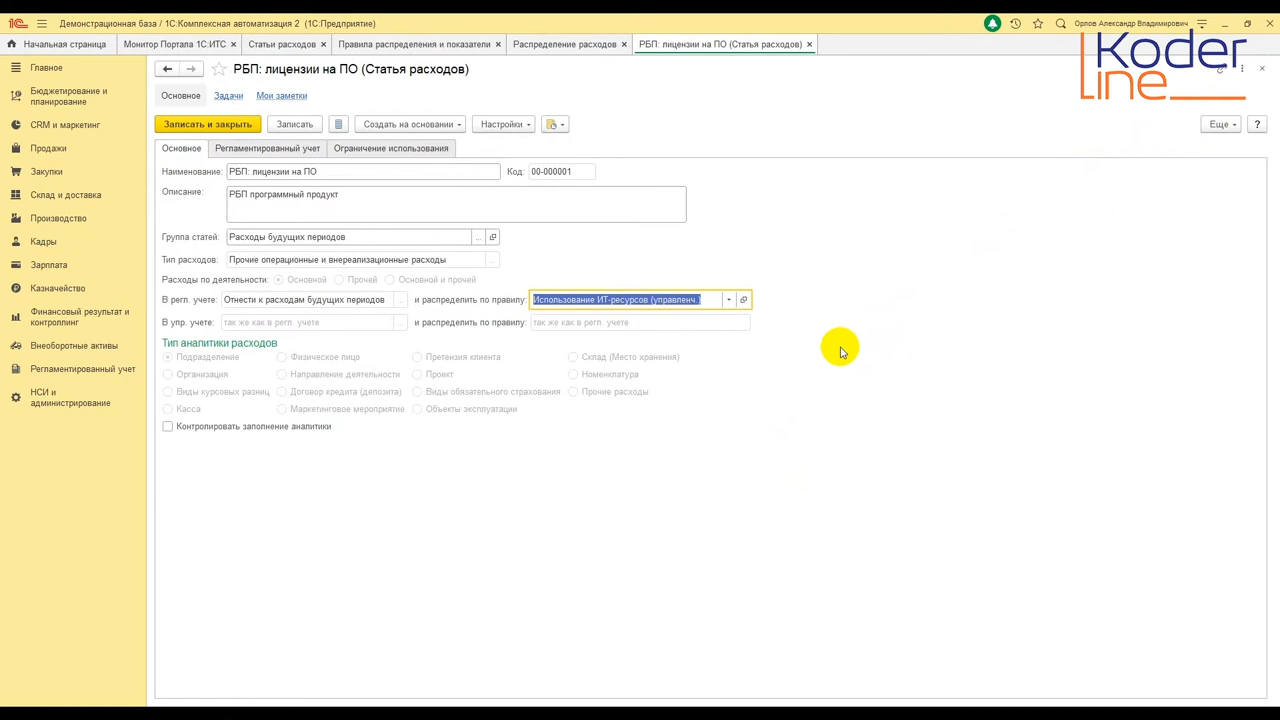 1С Демонстрационная база / 1С:Комплексная автоматизация 2 (1С:Предприятие) Орлов Александр Владимирович
Начальная страница Монитор Портала 1С:ИТС × Статьи расходов × Правила распределения и показатели × Распределение расходов × РБП: лицензии на ПО (Статья расходов) ×
Koder
line
Главное
Бюджетирование и
планирование
CRM и маркетинг
Продажи
Закупки
Склад и доставка
Производство
Кадры
Зарплата
Казначейство
Финансовый результат и
контроллинг
Внеоборотные активы
Регламентированный учет
НСИ и
администрирование
РБП: лицензии на ПО (Статья расходов)
Основное Задачи Мои заметки
Записать и закрыть Записать Создать на основании Настройки Еще ?
Основное Регламентированный учет Ограничение использования
Наименование: РБП: лицензии на ПО Код: 00-000001
Описание: РБП программный продукт
Группа статей: Расходы будущих периодов ...
Тип расходов: Прочие операционные и внереализационные расходы ...
Расходы по деятельности: Основной Прочей Основной и прочей
В регл. учете: Отнести к расходам будущих периодов ... и распределить по правилу: Использование ИТ-ресурсов (управленч.)
В упр. учете: так же как в регл. учете ... и распределить по правилу: так же как в регл. учете
Тип аналитики расходов
Подразделение Физическое лицо Претензия клиента Склад (Место хранения)
Организация Направление деятельности Проект Номенклатура
Виды курсовых разниц Договор кредита (депозита) Виды обязательного страхования Прочие расходы
Касса Маркетинговое мероприятие Объекты эксплуатации
Контролировать заполнение аналитики